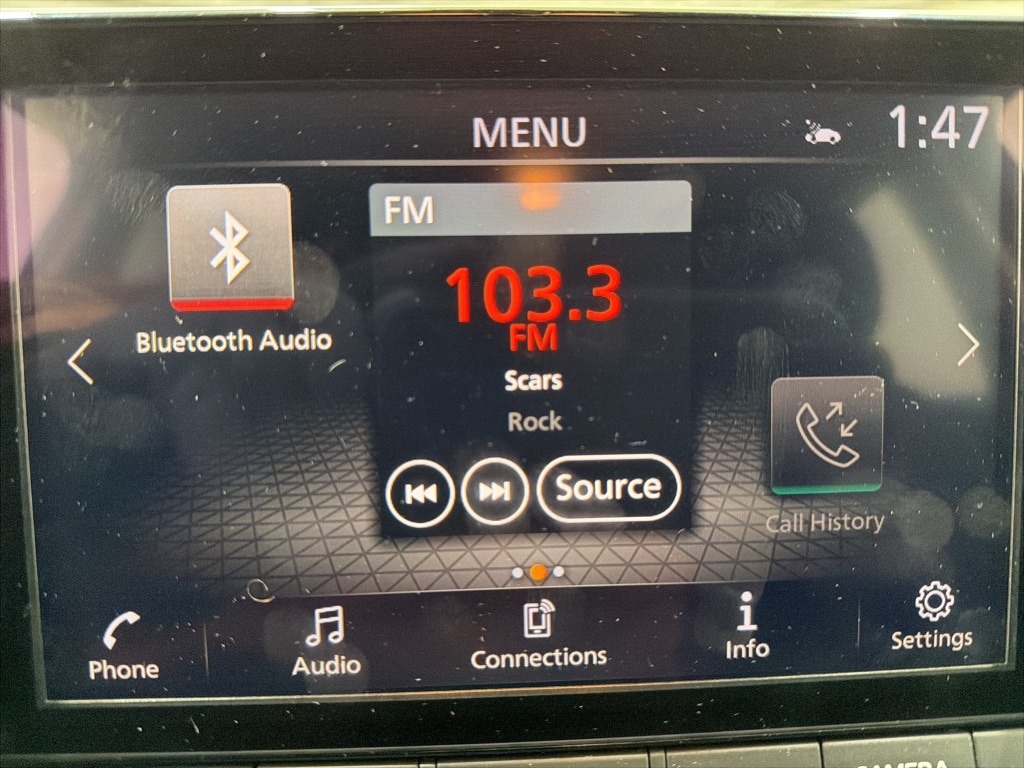 MENU
1:47
FM
103.3
FM
Scars
Rock
Bluetooth Audio
Source
Call History
Phone
Audio
Connections
Info
Settings
CAMERA